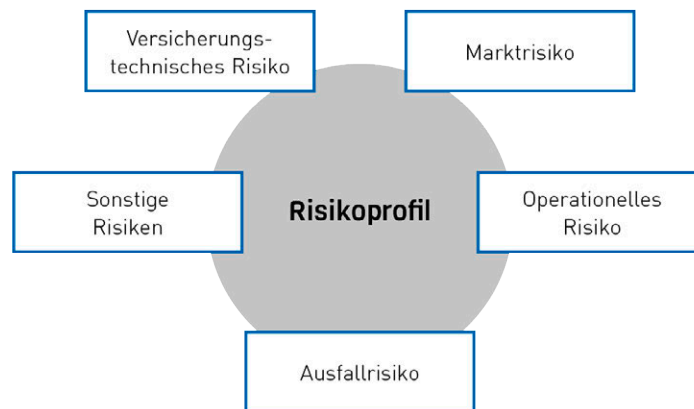 Versicherungs-
technisches Risiko
Marktrisiko
Sonstige
Risiken
Risikoprofil
Operationelles
Risiko
Ausfallrisiko